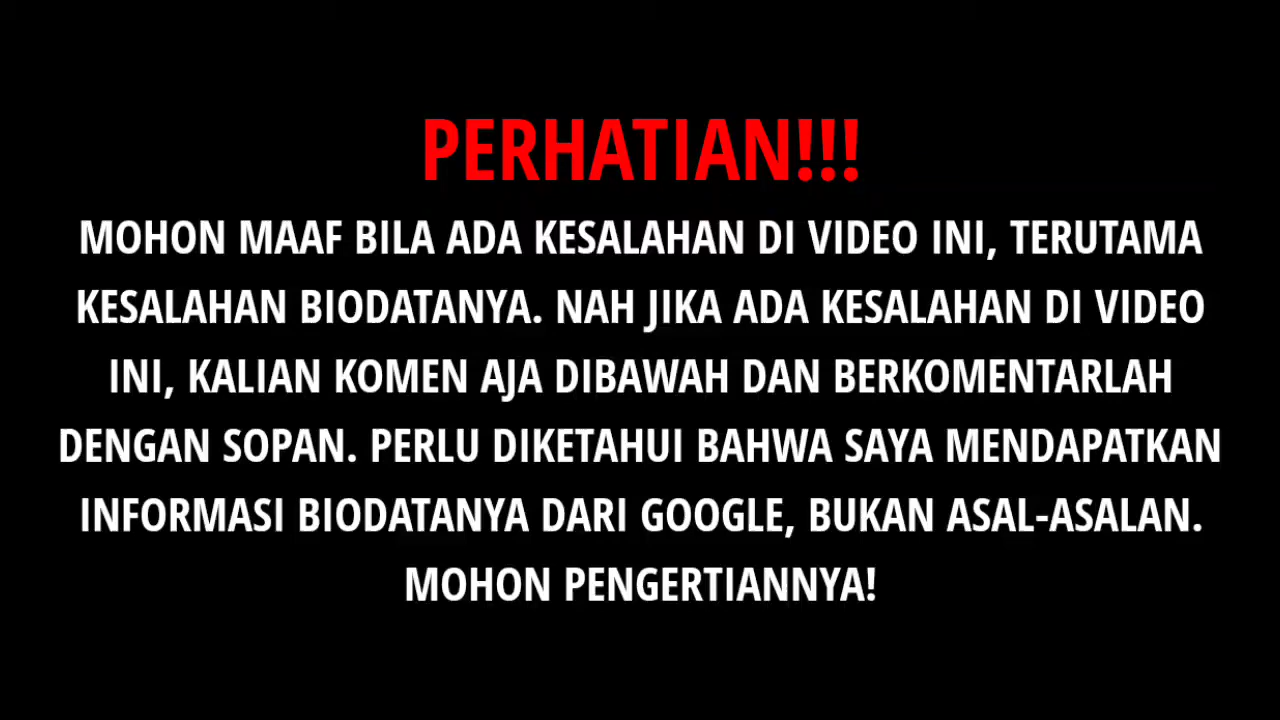 PERHATIAN!!!
MOHON MAAF BILA ADA KESALAHAN DI VIDEO INI, TERUTAMA
KESALAHAN BIODATANYA. NAH JIKA ADA KESALAHAN DI VIDEO
INI, KALIAN KOMEN AJA DIBAWAH DAN BERKOMENTARLAH
DENGAN SOPAN. PERLU DIKETAHUI BAHWA SAYA MENDAPATKAN
INFORMASI BIODATANYA DARI GOOGLE, BUKAN ASAL-ASALAN.
MOHON PENGERTIANNYA!